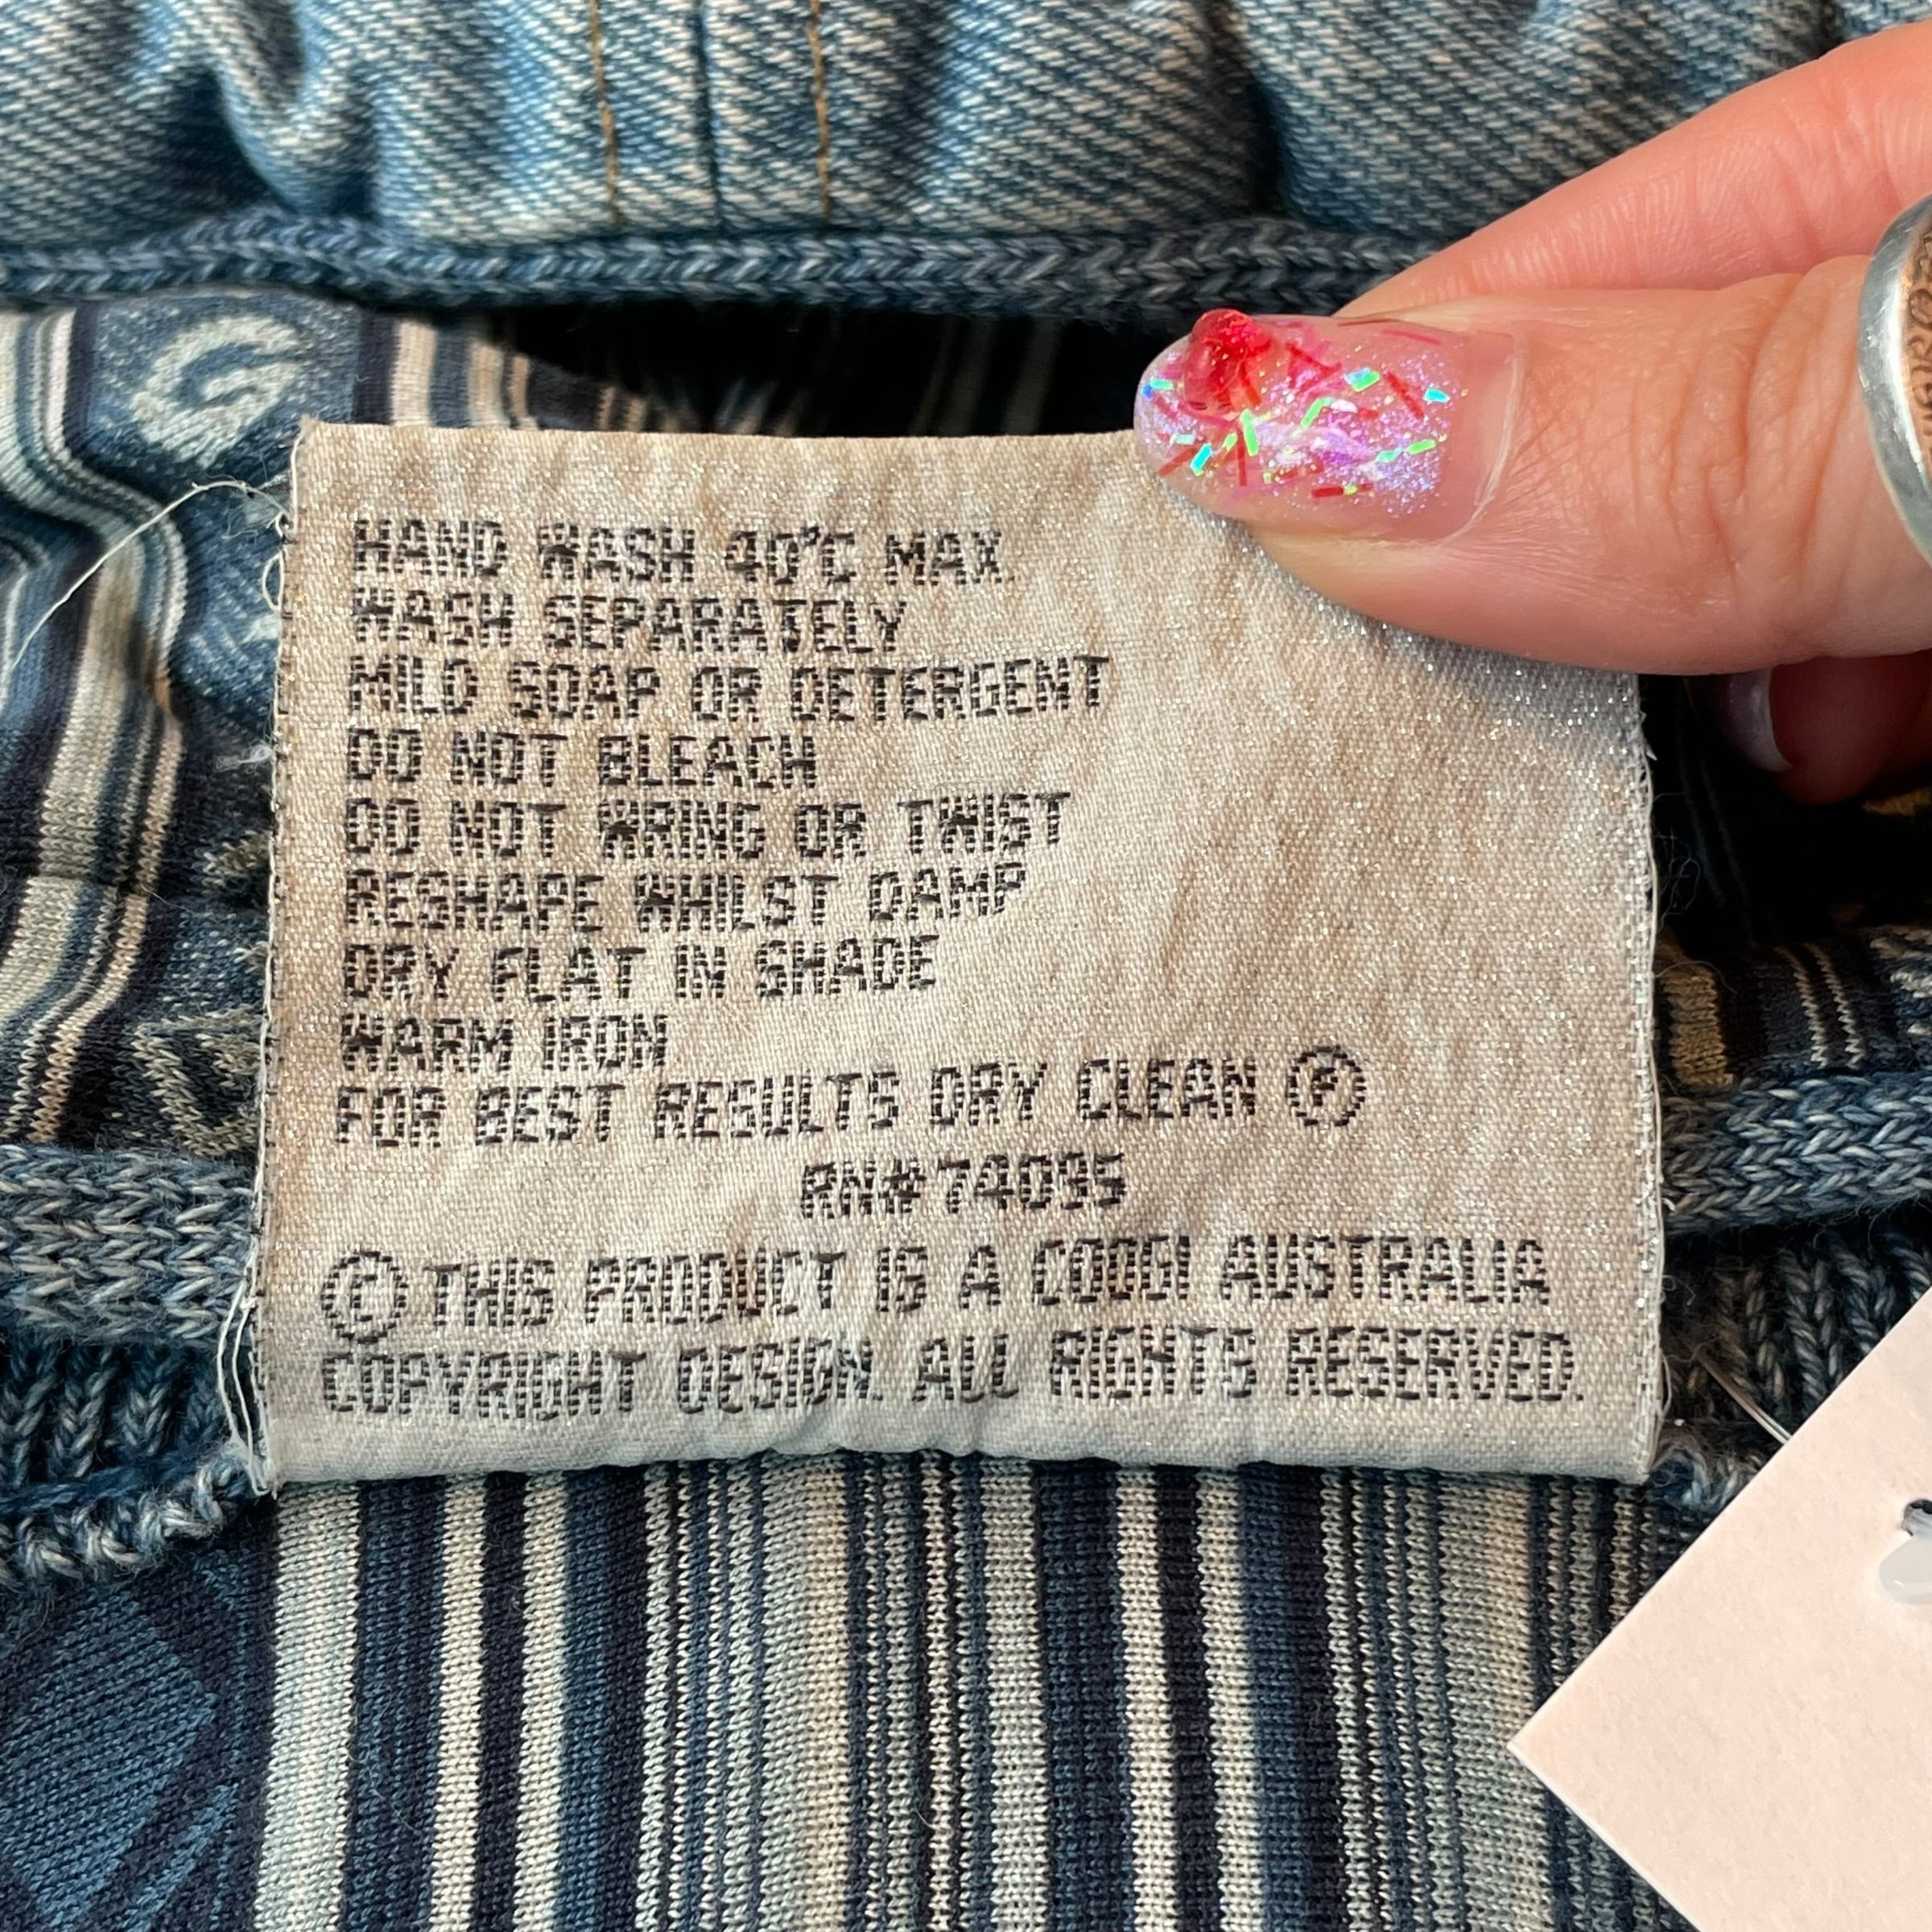 HAND WASH 40°C MAX.
WASH SEPARATELY
MILD SOAP OR DETERGENT
DO NOT BLEACH
DO NOT WRING OR TWIST
RESHAPE WHILST DAMP
DRY FLAT IN SHADE
WARM IRON
FOR BEST RESULTS DRY CLEAN Ⓟ
RN#74095
© THIS PRODUCT IS A COOGI AUSTRALIA
COPYRIGHT DESIGN. ALL RIGHTS RESERVED.